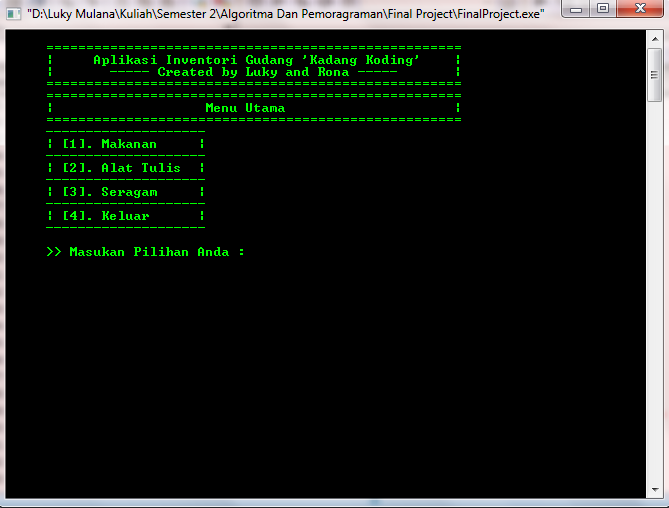 "D:\Luky Mulana\Kuliah\Semester 2\Algoritma Dan Pemoragraman\Final Project\FinalProject.exe"
=====================================================
¦ Aplikasi Inventori Gudang 'Kadang Koding' ¦
¦ ----- Created by Luky and Rona ----- ¦
=====================================================
=====================================================
¦ Menu Utama ¦
=====================================================
--------------------
¦ [1]. Makanan ¦
--------------------
¦ [2]. Alat Tulis ¦
--------------------
¦ [3]. Seragam ¦
--------------------
¦ [4]. Keluar ¦
--------------------
>> Masukan Pilihan Anda :